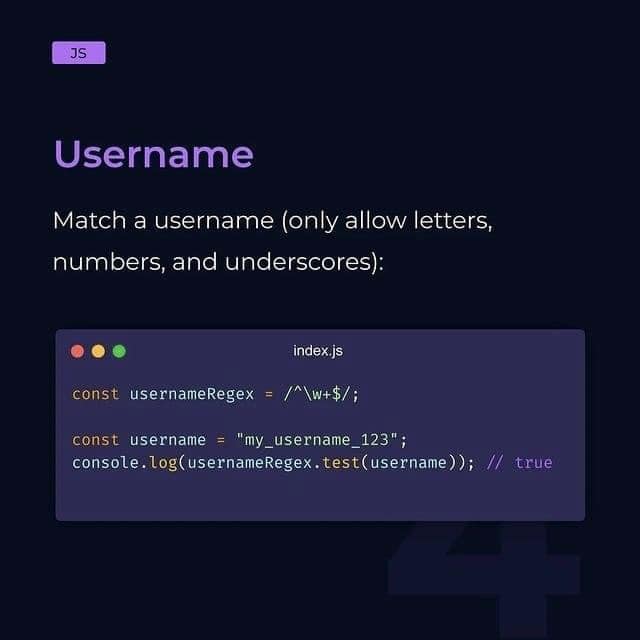 JS
Username
Match a username (only allow letters,
numbers, and underscores):
index.js
const usernameRegex = /^\w+$/;
const username = "my_username_123";
console.log(usernameRegex.test(username)); // true
4